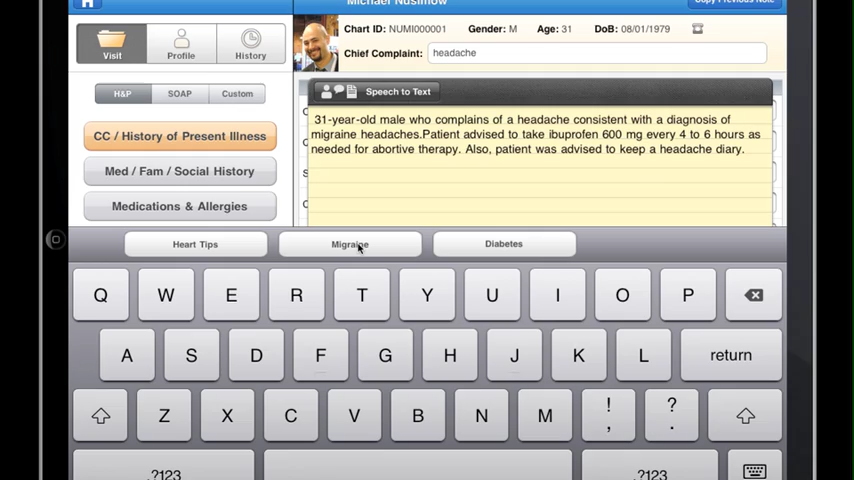 Michael Nusimow
Copy Previous Note
Chart ID: NUMI000001 Gender: M Age: 31 DoB: 08/01/1979
Chief Complaint: headache
Visit Profile History
H&P SOAP Custom
CC / History of Present Illness
Med / Fam / Social History
Medications & Allergies
Speech to Text
31-year-old male who complains of a headache consistent with a diagnosis of
migraine headaches.Patient advised to take ibuprofen 600 mg every 4 to 6 hours as
needed for abortive therapy. Also, patient was advised to keep a headache diary.
Heart Tips Migraine Diabetes
Q W E R T Y U I O P
A S D F G H J K L return
Z X C V B N M ! , ? .
.?123 .?123